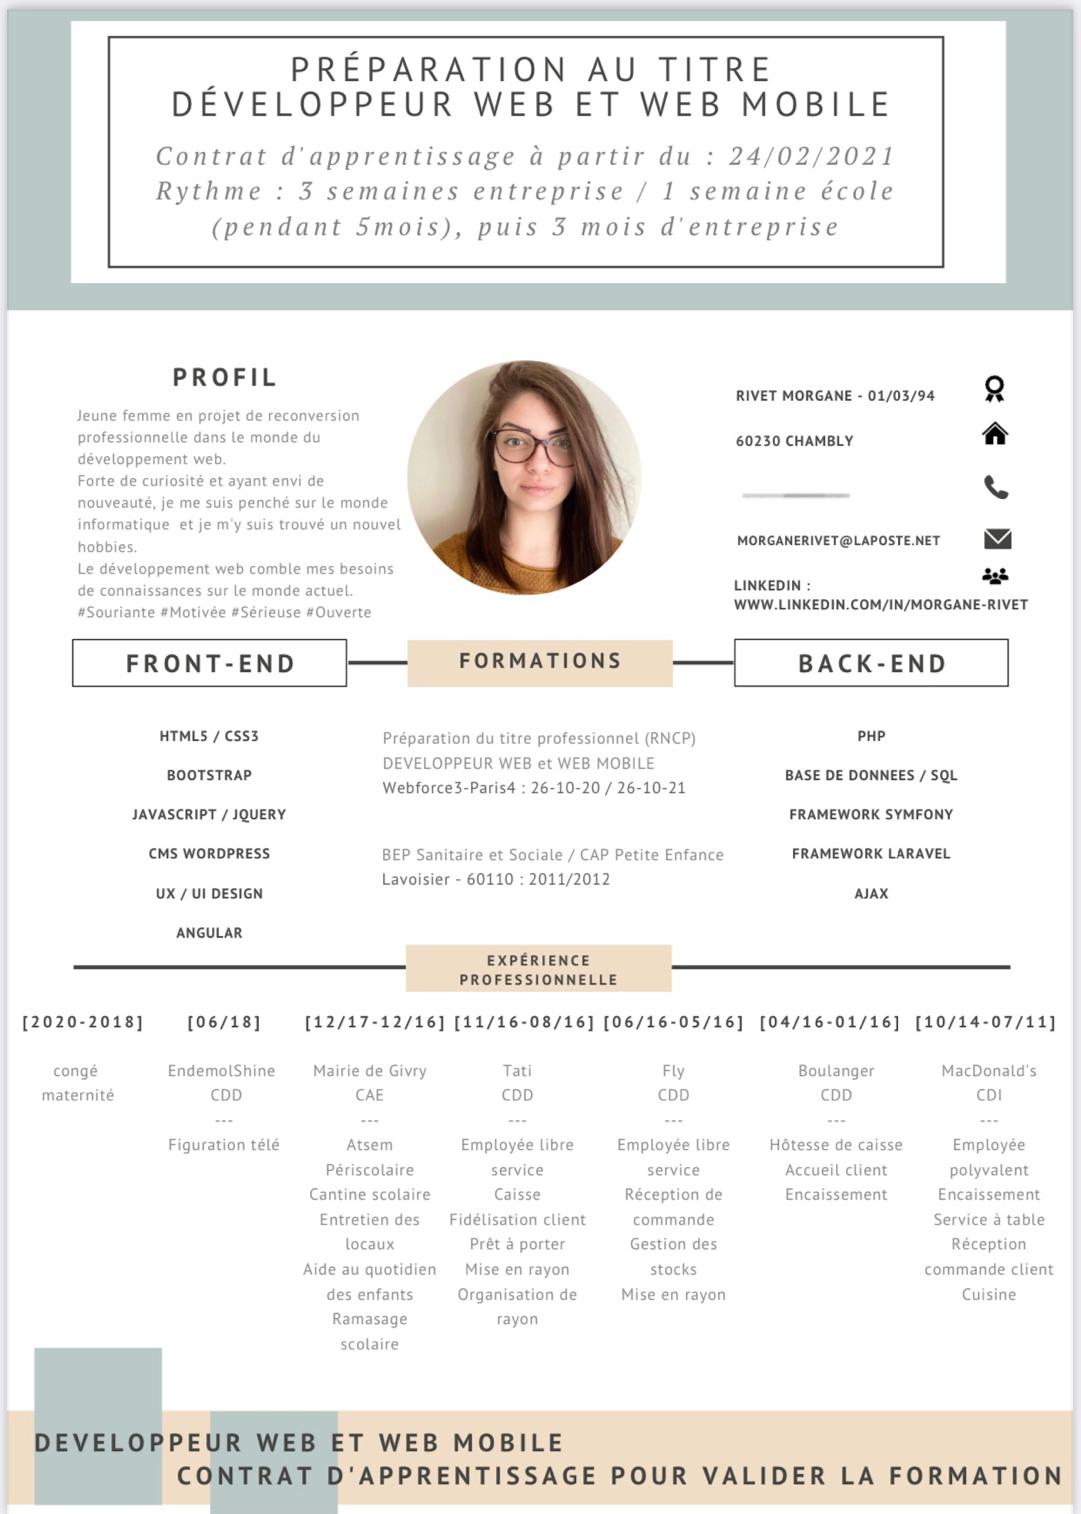 PRÉPARATION AU TITRE
DÉVELOPPEUR WEB ET WEB MOBILE
Contrat d'apprentissage à partir du : 24/02/2021
Rythme : 3 semaines entreprise / 1 semaine école
(pendant 5mois), puis 3 mois d'entreprise
PROFIL
Jeune femme en projet de reconversion
professionnelle dans le monde du
développement web.
Forte de curiosité et ayant envi de
nouveauté, je me suis penché sur le monde
informatique et je m'y suis trouvé un nouvel
hobbies.
Le développement web comble mes besoins
de connaissances sur le monde actuel.
#Souriante #Motivée #Sérieuse #Ouverte
RIVET MORGANE - 01/03/94
60230 CHAMBLY
MORGANERIVET@LAPOSTE.NET
LINKEDIN :
WWW.LINKEDIN.COM/IN/MORGANE-RIVET
FRONT-END
HTML5 / CSS3
BOOTSTRAP
JAVASCRIPT / JQUERY
CMS WORDPRESS
UX / UI DESIGN
ANGULAR
FORMATIONS
Préparation du titre professionnel (RNCP)
DEVELOPPEUR WEB et WEB MOBILE
Webforce3-Paris4 : 26-10-20 / 26-10-21
BEP Sanitaire et Sociale / CAP Petite Enfance
Lavoisier - 60110 : 2011/2012
BACK-END
PHP
BASE DE DONNEES / SQL
FRAMEWORK SYMFONY
FRAMEWORK LARAVEL
AJAX
EXPÉRIENCE
PROFESSIONNELLE
[2020-2018]
congé
maternité
[06/18]
EndemolShine
CDD
---
Figuration télé
[12/17-12/16]
Mairie de Givry
CAE
---
Atsem
Périscolaire
Cantine scolaire
Entretien des
locaux
Aide au quotidien
des enfants
Ramasage
scolaire
[11/16-08/16]
Tati
CDD
---
Employée libre
service
Caisse
Fidélisation client
Prêt à porter
Mise en rayon
Organisation de
rayon
[06/16-05/16]
Fly
CDD
---
Employée libre
service
Réception de
commande
Gestion des
stocks
Mise en rayon
[04/16-01/16]
Boulanger
CDD
---
Hôtesse de caisse
Accueil client
Encaissement
[10/14-07/11]
MacDonald's
CDI
---
Employée
polyvalent
Encaissement
Service à table
Réception
commande client
Cuisine
DEVELOPPEUR WEB ET WEB MOBILE
CONTRAT D'APPRENTISSAGE POUR VALIDER LA FORMATION